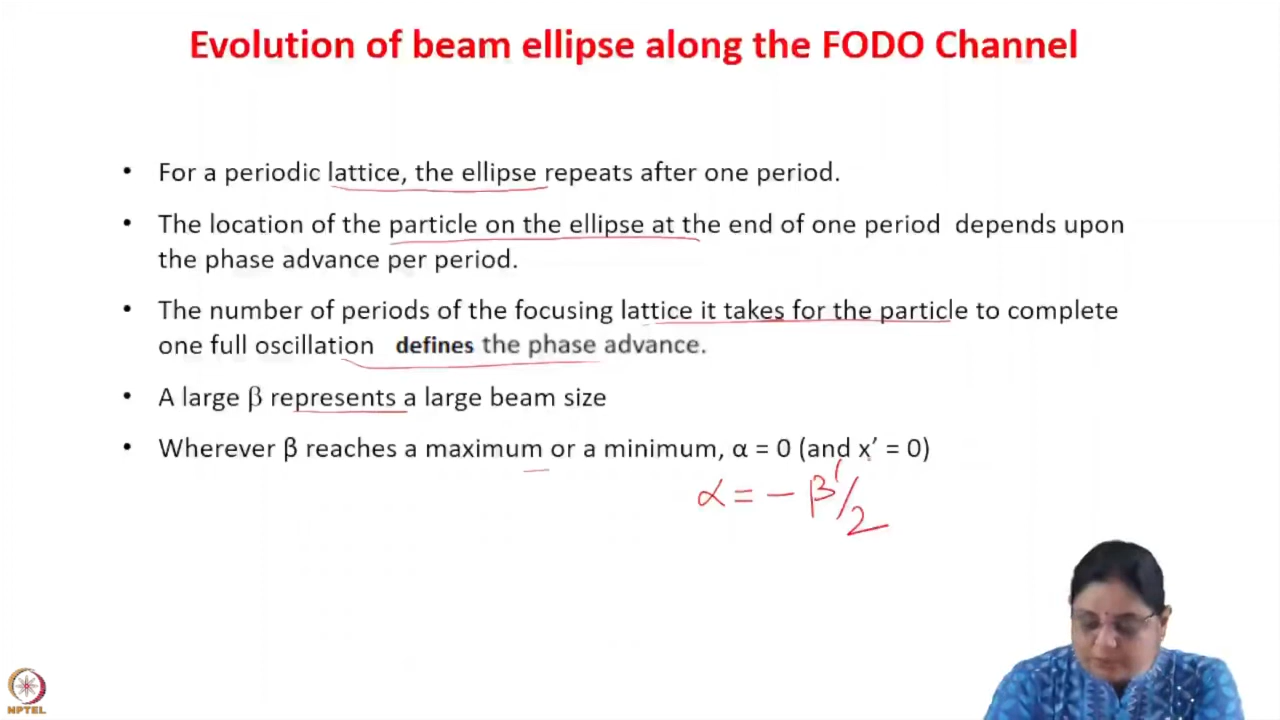 Evolution of beam ellipse along the FODO Channel
• For a periodic lattice, the ellipse repeats after one period.
• The location of the particle on the ellipse at the end of one period depends upon
the phase advance per period.
• The number of periods of the focusing lattice it takes for the particle to complete
one full oscillation defines the phase advance.
• A large β represents a large beam size
• Wherever β reaches a maximum or a minimum, α = 0 (and x’ = 0)
α = - β'/2
NPTEL